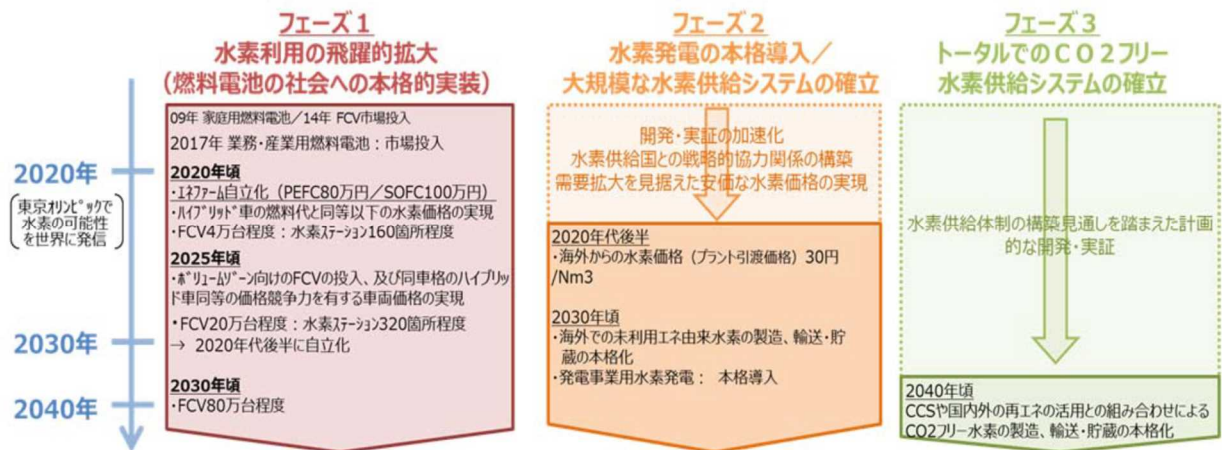 フェーズ１
水素利用の飛躍的拡大
（燃料電池の社会への本格的実装）
09年 家庭用燃料電池／14年 FCV市場投入
2017年 業務・産業用燃料電池：市場投入
2020年頃
・ｴﾈﾌｧｰﾑ自立化（PEFC80万円／SOFC100万円）
・ﾊｲﾌﾞﾘｯﾄﾞ車の燃料代と同等以下の水素価格の実現
・FCV4万台程度：水素ｽﾃｰｼｮﾝ160箇所程度
2025年頃
・ﾎﾞﾘｭｰﾑｿﾞｰﾝ向けのFCVの投入、及び同車格のハイブリッ
ド車同等の価格競争力を有する車両価格の実現
・FCV20万台程度：水素ｽﾃｰｼｮﾝ320箇所程度
→ 2020年代後半に自立化
2030年頃
・FCV80万台程度
2020年
東京ｵﾘﾝﾋﾟｯｸで
水素の可能性
を世界に発信
2030年
2040年
フェーズ２
水素発電の本格導入／
大規模な水素供給システムの確立
開発・実証の加速化
水素供給国との戦略的協力関係の構築
需要拡大を見据えた安価な水素価格の実現
2020年代後半
・海外からの水素価格（プラント引渡価格）30円
/Nm3
2030年頃
・海外での未利用エネ由来水素の製造、輸送・貯
蔵の本格化
・発電事業用水素発電： 本格導入
フェーズ３
トータルでのＣＯ２フリー
水素供給システムの確立
水素供給体制の構築見通しを踏まえた計画
的な開発・実証
2040年頃
CCSや国内外の再エネの活用との組み合わせによる
CO2フリー水素の製造、輸送・貯蔵の本格化